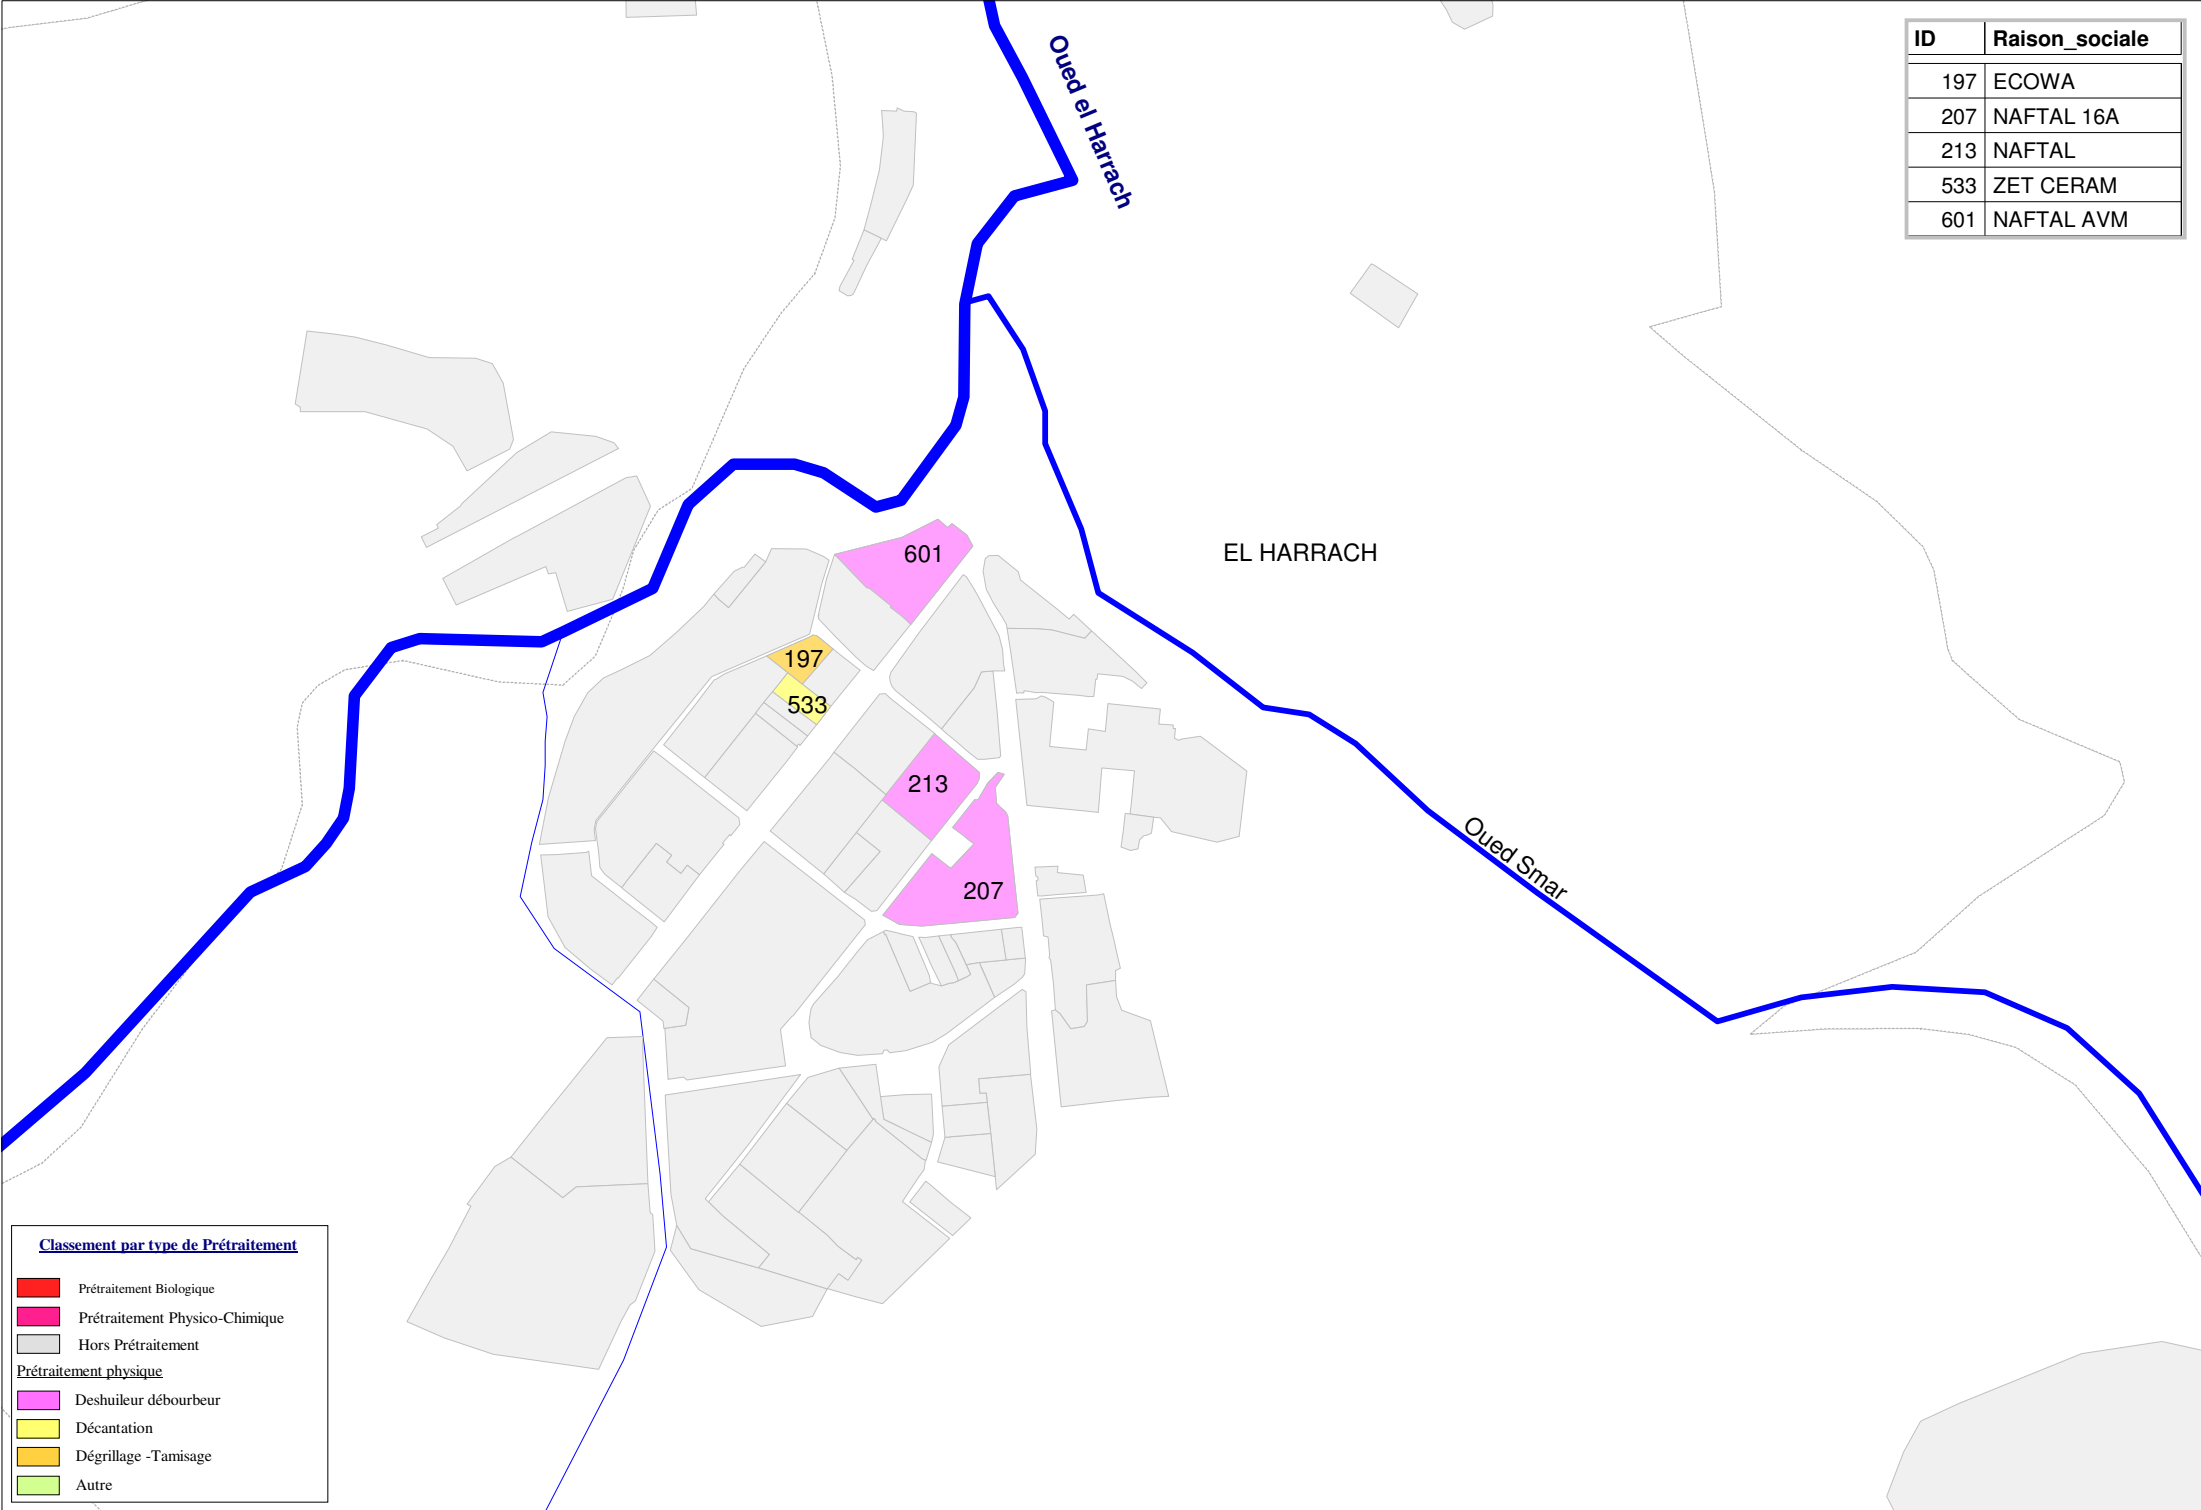 Oued el Harrach
ID Raison_sociale
197 ECOWA
207 NAFTAL 16A
213 NAFTAL
533 ZET CERAM
601 NAFTAL AVM
601
EL HARRACH
197
533
213
Oued Smar
207
Classement par type de Prétraitement
Prétraitement Biologique
Prétraitement Physico-Chimique
Hors Prétraitement
Prétraitement physique
Deshuileur débourbeur
Décantation
Dégrillage -Tamisage
Autre